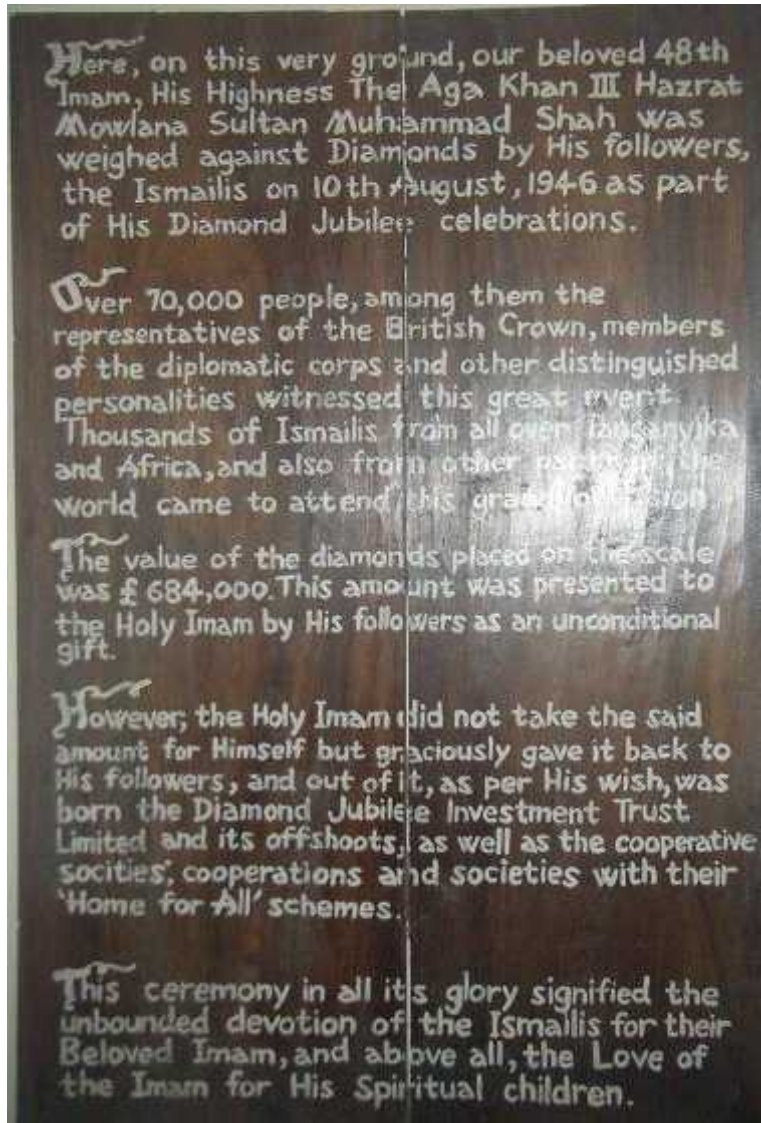 Here, on this very ground, our beloved 48th
Imam, His Highness The Aga Khan III Hazrat
Mowlana Sultan Muhammad Shah was
weighed against Diamonds by His followers,
the Ismailis on 10th August, 1946 as part
of His Diamond Jubilee celebrations.
Over 70,000 people, among them the
representatives of the British Crown, members
of the diplomatic corps and other distinguished
personalities witnessed this great event.
Thousands of Ismailis from all over Tanganyika
and Africa, and also from other parts of the
world came to attend this grand occasion
The value of the diamonds placed on the scale
was £ 684,000. This amount was presented to
the Holy Imam by His followers as an unconditional
gift.
However, the Holy Imam did not take the said
amount for Himself but graciously gave it back to
His followers, and out of it, as per His wish, was
born the Diamond Jubilee Investment Trust
Limited and its offshoots, as well as the cooperative
socities', cooperations and societies with their
'Home for All' schemes.
This ceremony in all it's glory signified the
unbounded devotion of the Ismailis for their
Beloved Imam, and above all, the Love of
the Imam for His Spiritual children.